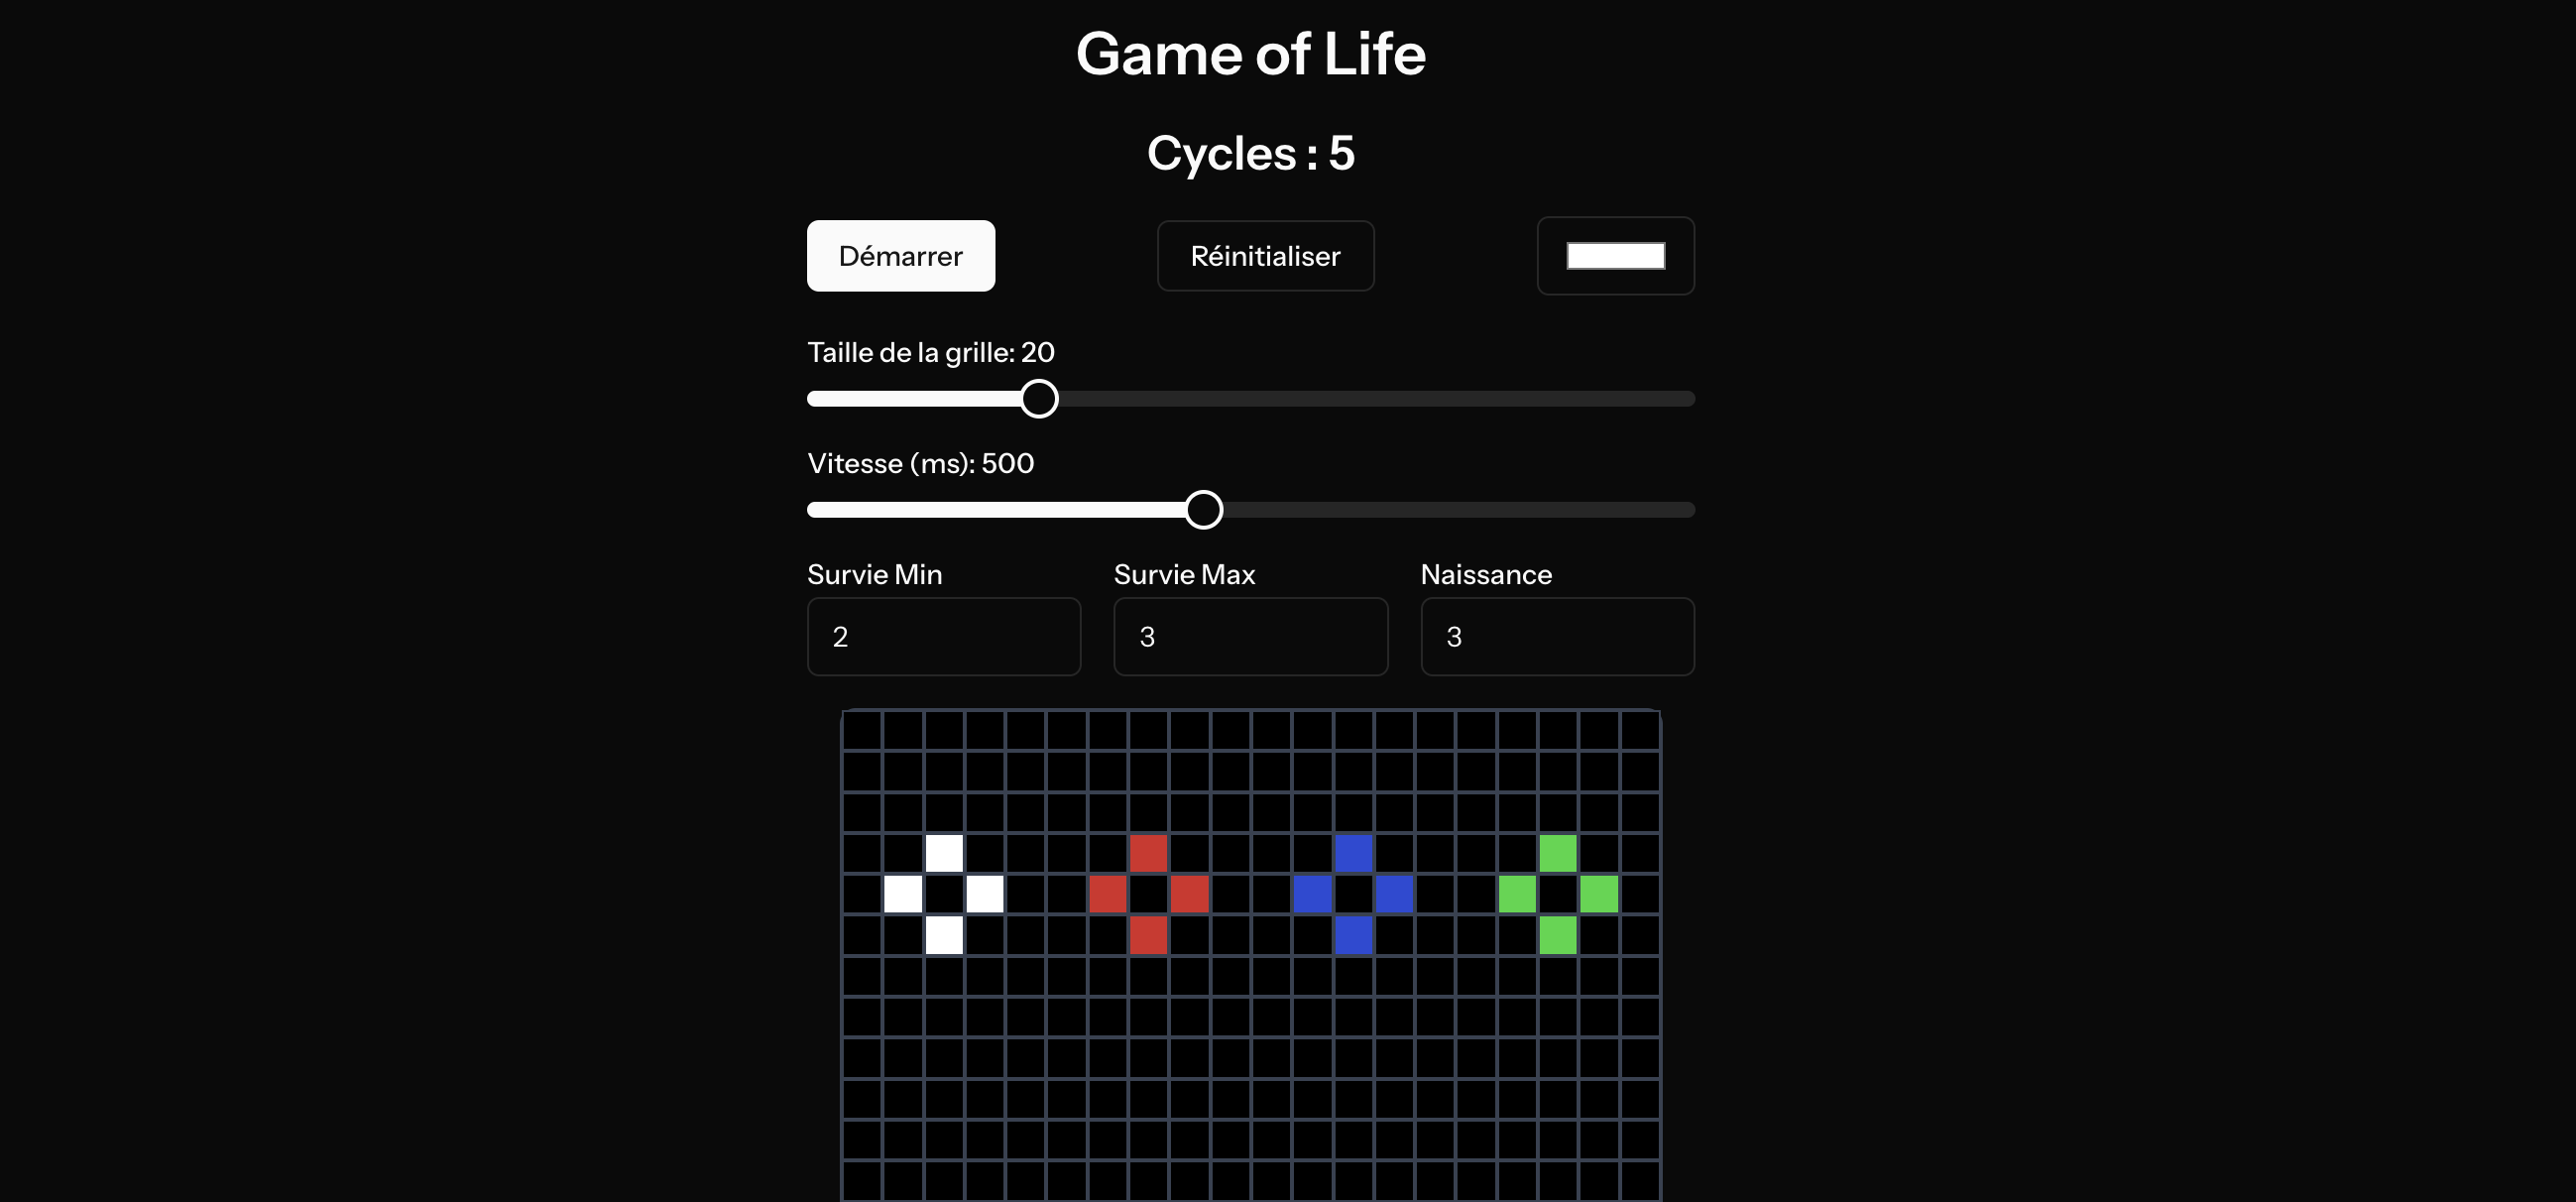 Game of Life
Cycles : 5
Démarrer
Réinitialiser
Taille de la grille: 20
Vitesse (ms): 500
Survie Min
Survie Max
Naissance
2
3
3